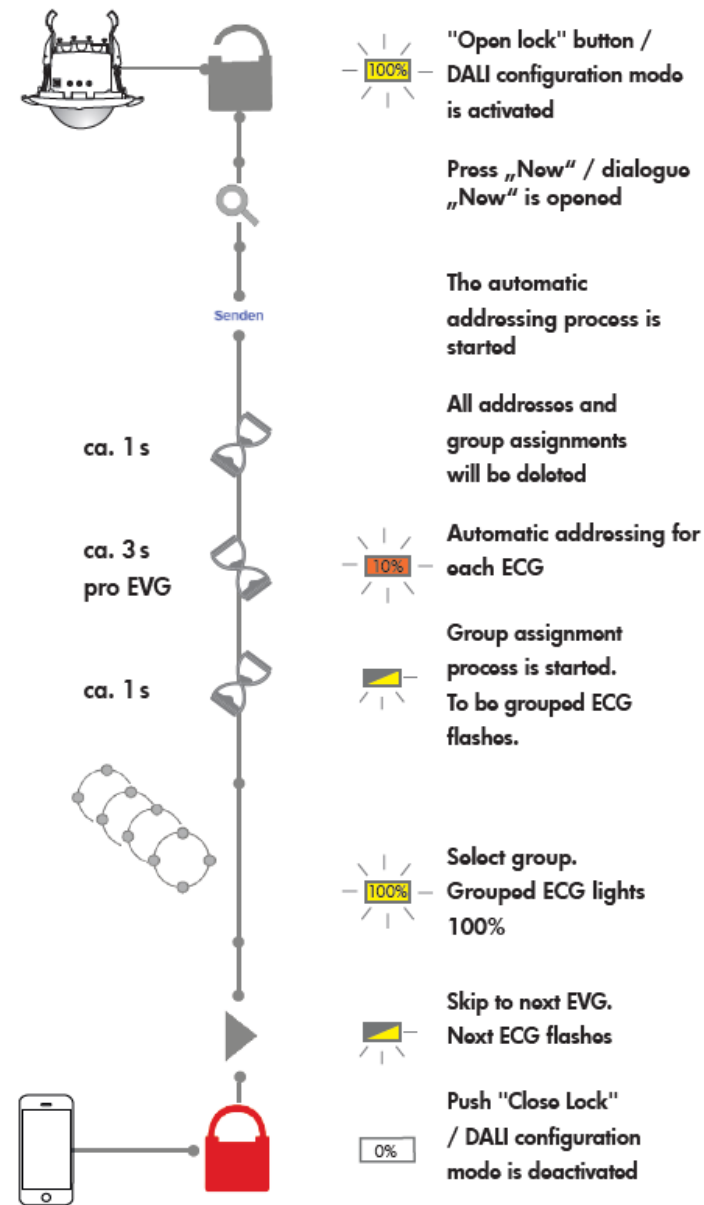 "Open lock" button /
100%
DALI configuration mode
is activated
Press „New“ / dialogue
„New“ is opened
Senden
The automatic
addressing process is
started
ca. 1 s
All addresses and
group assignments
will be deleted
ca. 3 s
pro EVG
10%
Automatic addressing for
each ECG
ca. 1 s
Group assignment
process is started.
To be grouped ECG
flashes.
100%
Select group.
Grouped ECG lights
100%
Skip to next EVG.
Next ECG flashes
0%
Push "Close Lock"
/ DALI configuration
mode is deactivated